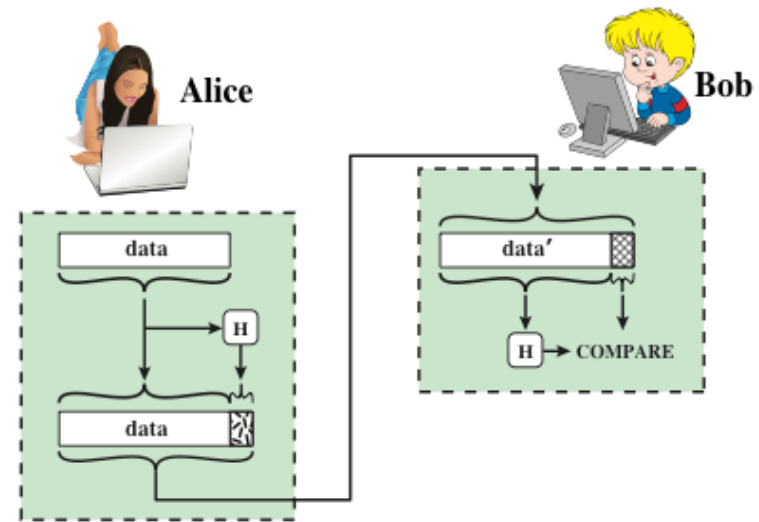 Alice
Bob
data
H
data
data′
H
COMPARE